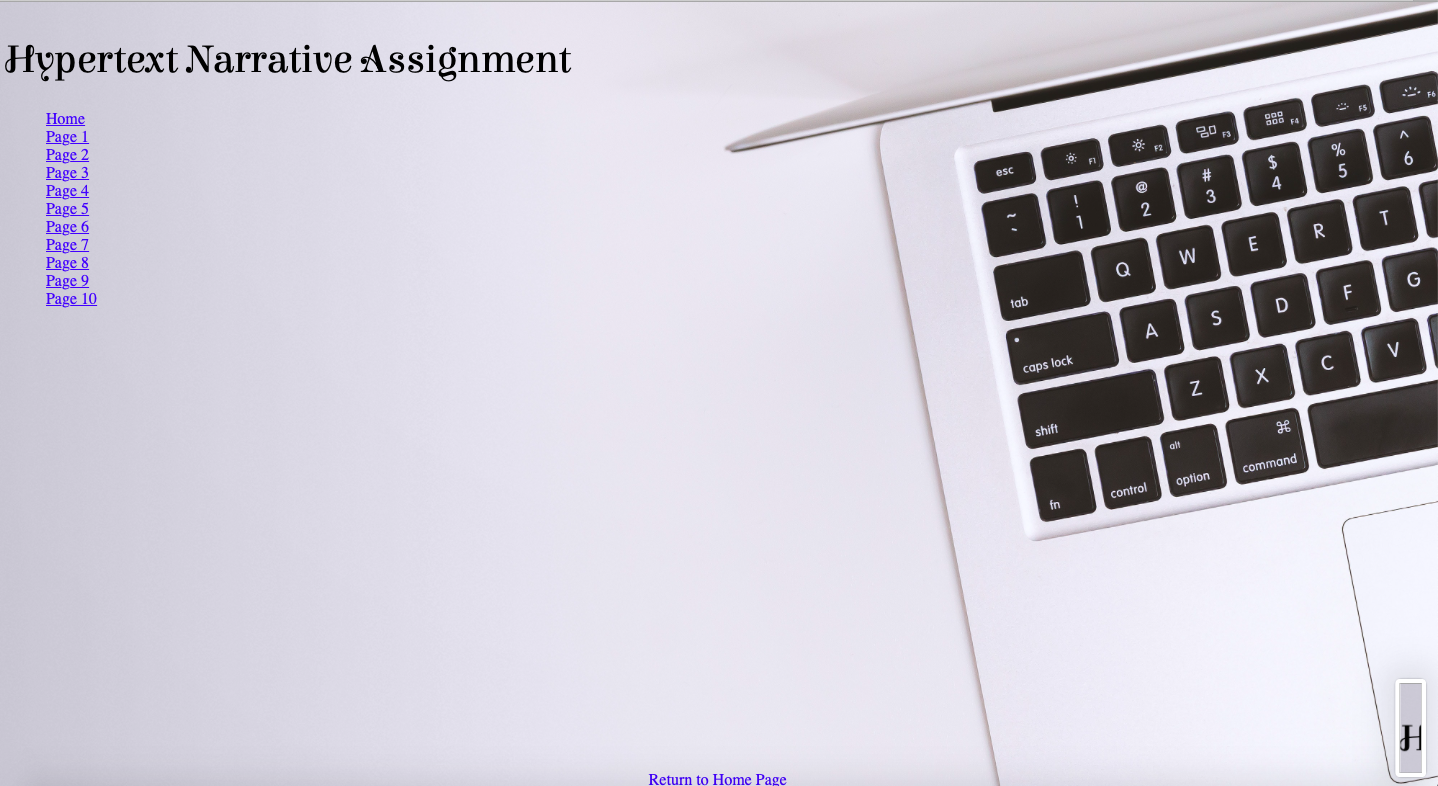 Hypertext Narrative Assignment
Home
Page 1
Page 2
Page 3
Page 4
Page 5
Page 6
Page 7
Page 8
Page 9
Page 10
esc F1 F2 F3 F4 F5 F6
~ ` ! 1 @ 2 # 3 $ 4 % 5 ^ 6
tab Q W E R T
caps lock A S D F G
shift Z X C V
fn control alt option ⌘ command
H
Return to Home Page